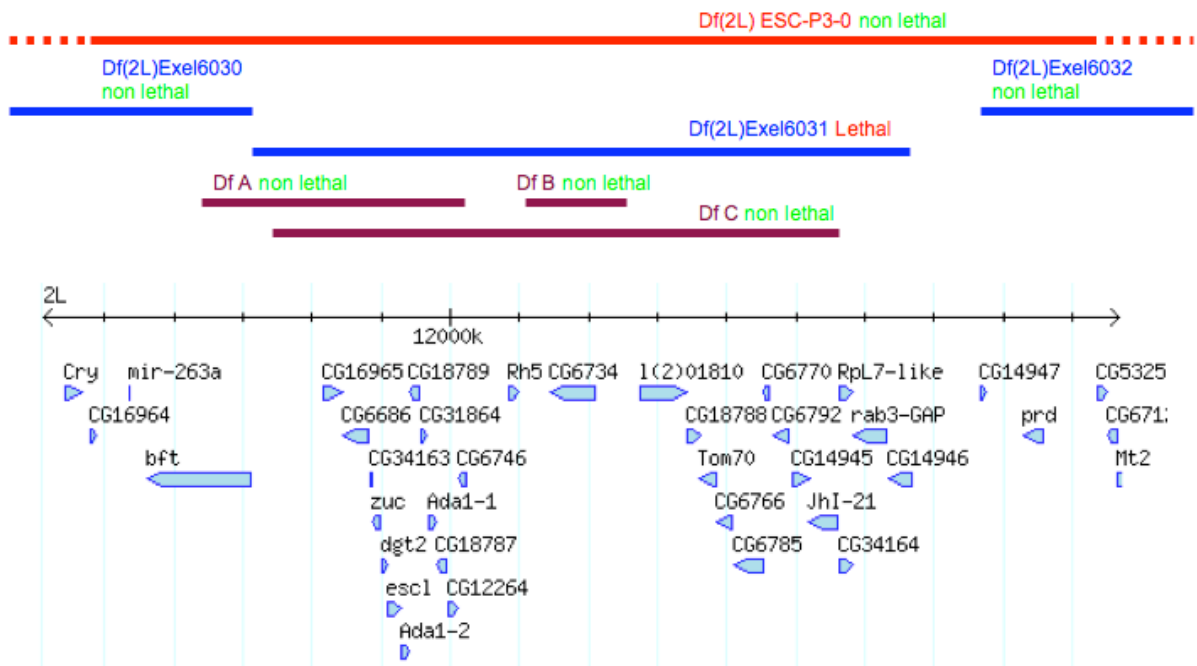 Df(2L) ESC-P3-0 non lethal
Df(2L)Exel6030
non lethal
Df(2L)Exel6032
non lethal
Df(2L)Exel6031 Lethal
Df A non lethal
Df B non lethal
Df C non lethal
2L
12000k
Cry mir-263a CG16965 CG18789 Rh5 CG6734 l(2)01810 CG6770 RpL7-like CG14947 CG5325
CG16964 CG6686 CG31864 CG18788 CG6792 rab3-GAP prd CG671
bft CG34163 CG6746 Tom70 CG14945 CG14946 Mt2
zuc Ada1-1 CG6766 JhI-21
dgt2 CG18787 CG6785 CG34164
escl CG12264
Ada1-2